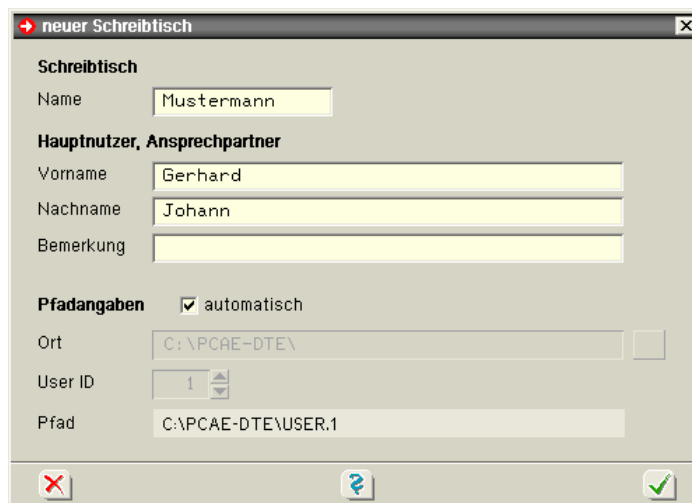 neuer Schreibtisch
Schreibtisch
Name Mustermann
Hauptnutzer, Ansprechpartner
Vorname Gerhard
Nachname Johann
Bemerkung
Pfadangaben automatisch
Ort C:\PCAE-DTE\
User ID 1
Pfad C:\PCAE-DTE\USER.1